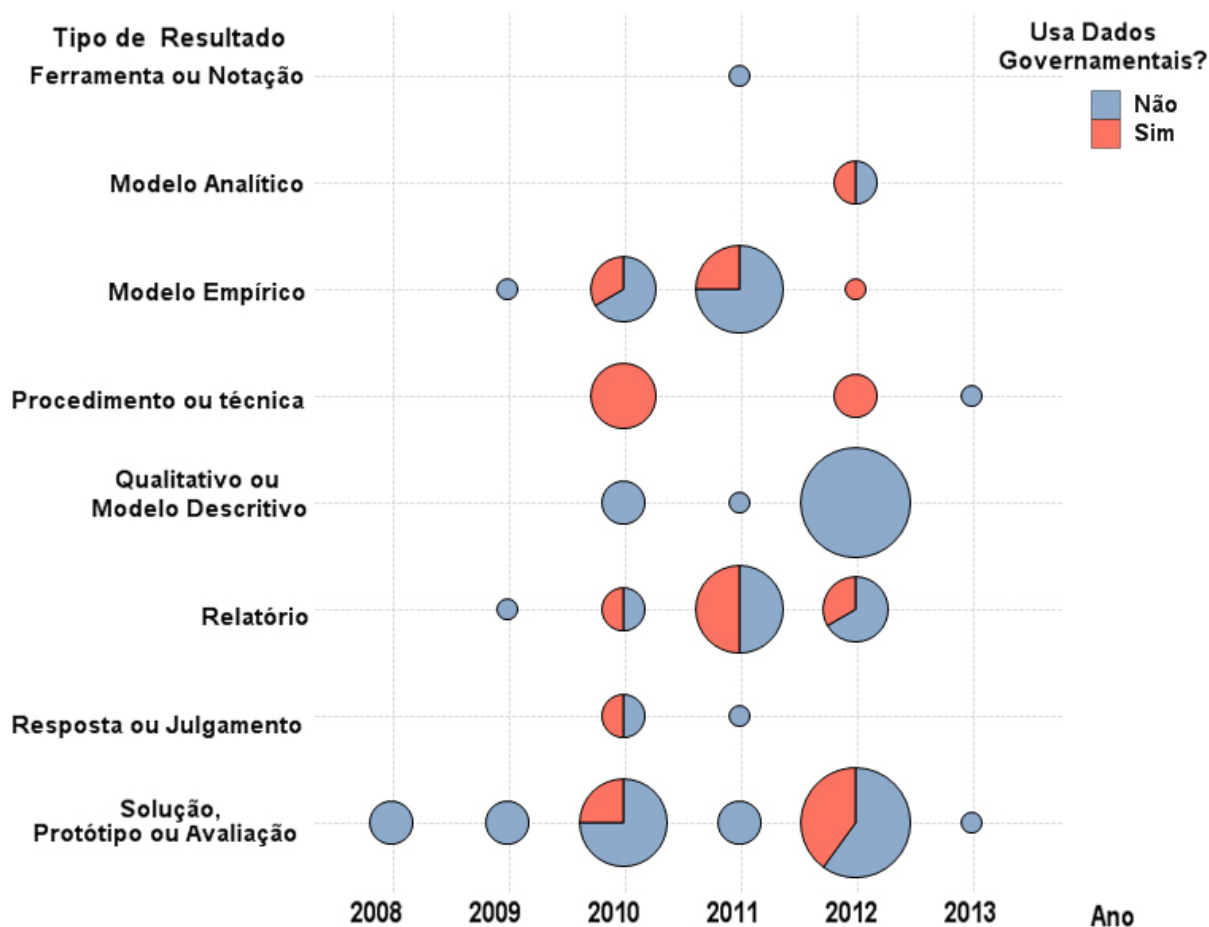 Tipo de Resultado
Usa Dados
Governamentais?
Não
Sim
Ferramenta ou Notação
Modelo Analítico
Modelo Empírico
Procedimento ou técnica
Qualitativo ou
Modelo Descritivo
Relatório
Resposta ou Julgamento
Solução,
Protótipo ou Avaliação
2008 2009 2010 2011 2012 2013 Ano